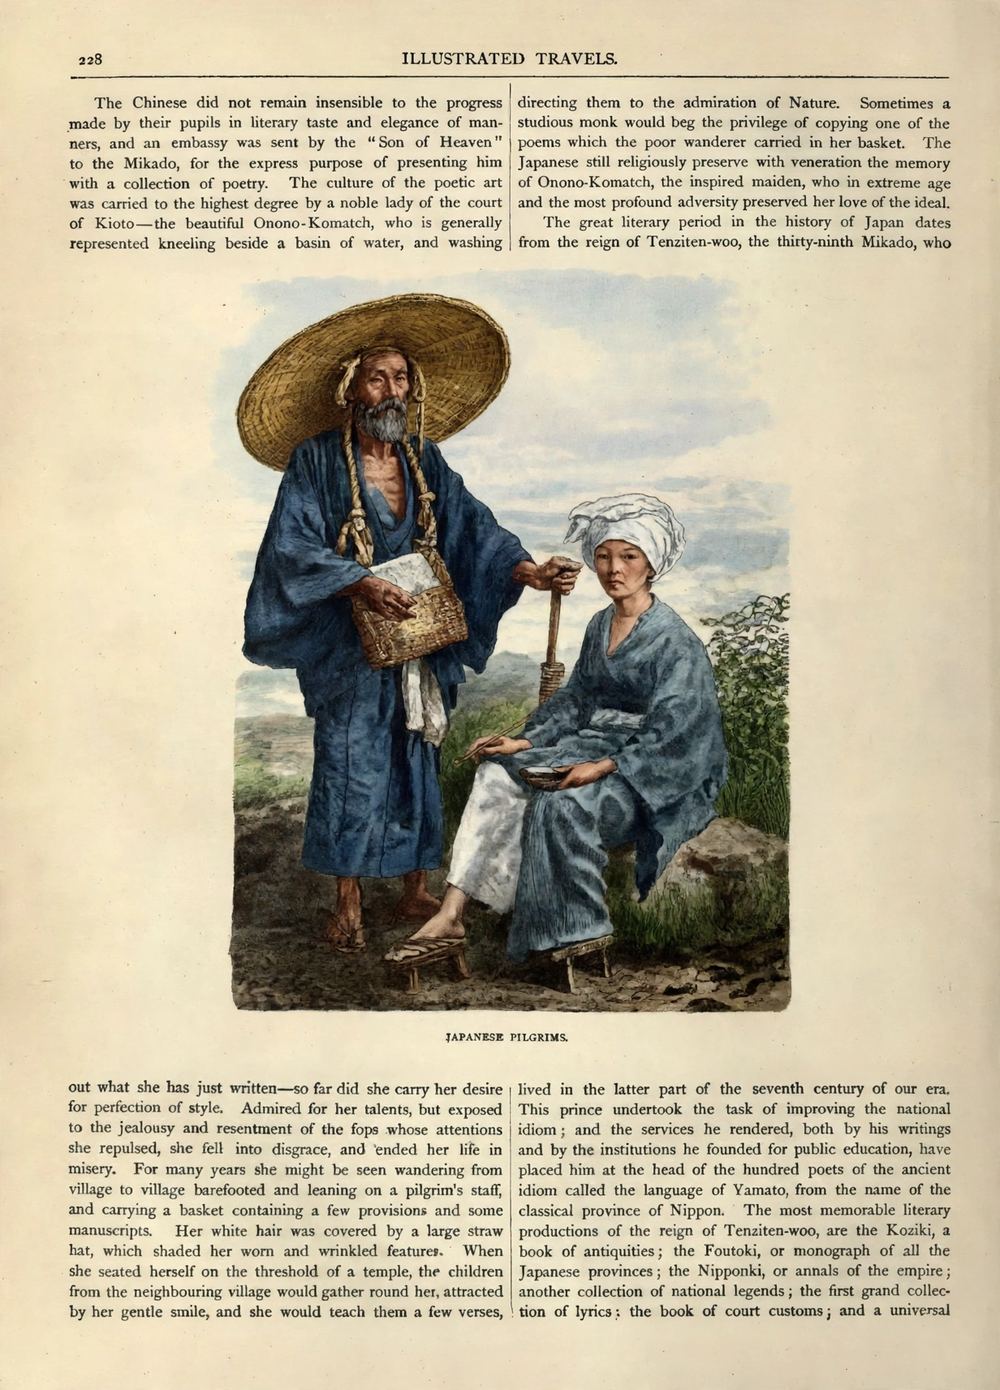 228
ILLUSTRATED TRAVELS.
The Chinese did not remain insensible to the progress
made by their pupils in literary taste and elegance of man-
ners, and an embassy was sent by the "Son of Heaven"
to the Mikado, for the express purpose of presenting him
with a collection of poetry. The culture of the poetic art
was carried to the highest degree by a noble lady of the court
of Kioto—the beautiful Onono-Komatch, who is generally
represented kneeling beside a basin of water, and washing
out what she has just written—so far did she carry her desire
for perfection of style. Admired for her talents, but exposed
to the jealousy and resentment of the fops whose attentions
she repulsed, she fell into disgrace, and ended her life in
misery. For many years she might be seen wandering from
village to village barefooted and leaning on a pilgrim's staff,
and carrying a basket containing a few provisions and some
manuscripts. Her white hair was covered by a large straw
hat, which shaded her worn and wrinkled features. When
she seated herself on the threshold of a temple, the children
from the neighbouring village would gather round her, attracted
by her gentle smile, and she would teach them a few verses,
directing them to the admiration of Nature. Sometimes a
studious monk would beg the privilege of copying one of the
poems which the poor wanderer carried in her basket. The
Japanese still religiously preserve with veneration the memory
of Onono-Komatch, the inspired maiden, who in extreme age
and the most profound adversity preserved her love of the ideal.
The great literary period in the history of Japan dates
from the reign of Tenziten-woo, the thirty-ninth Mikado, who
lived in the latter part of the seventh century of our era.
This prince undertook the task of improving the national
idiom; and the services he rendered, both by his writings
and by the institutions he founded for public education, have
placed him at the head of the hundred poets of the ancient
idiom called the language of Yamato, from the name of the
classical province of Nippon. The most memorable literary
productions of the reign of Tenziten-woo, are the Koziki, a
book of antiquities; the Foutoki, or monograph of all the
Japanese provinces; the Nipponki, or annals of the empire;
another collection of national legends; the first grand collec-
tion of lyrics; the book of court customs; and a universal
JAPANESE PILGRIMS.